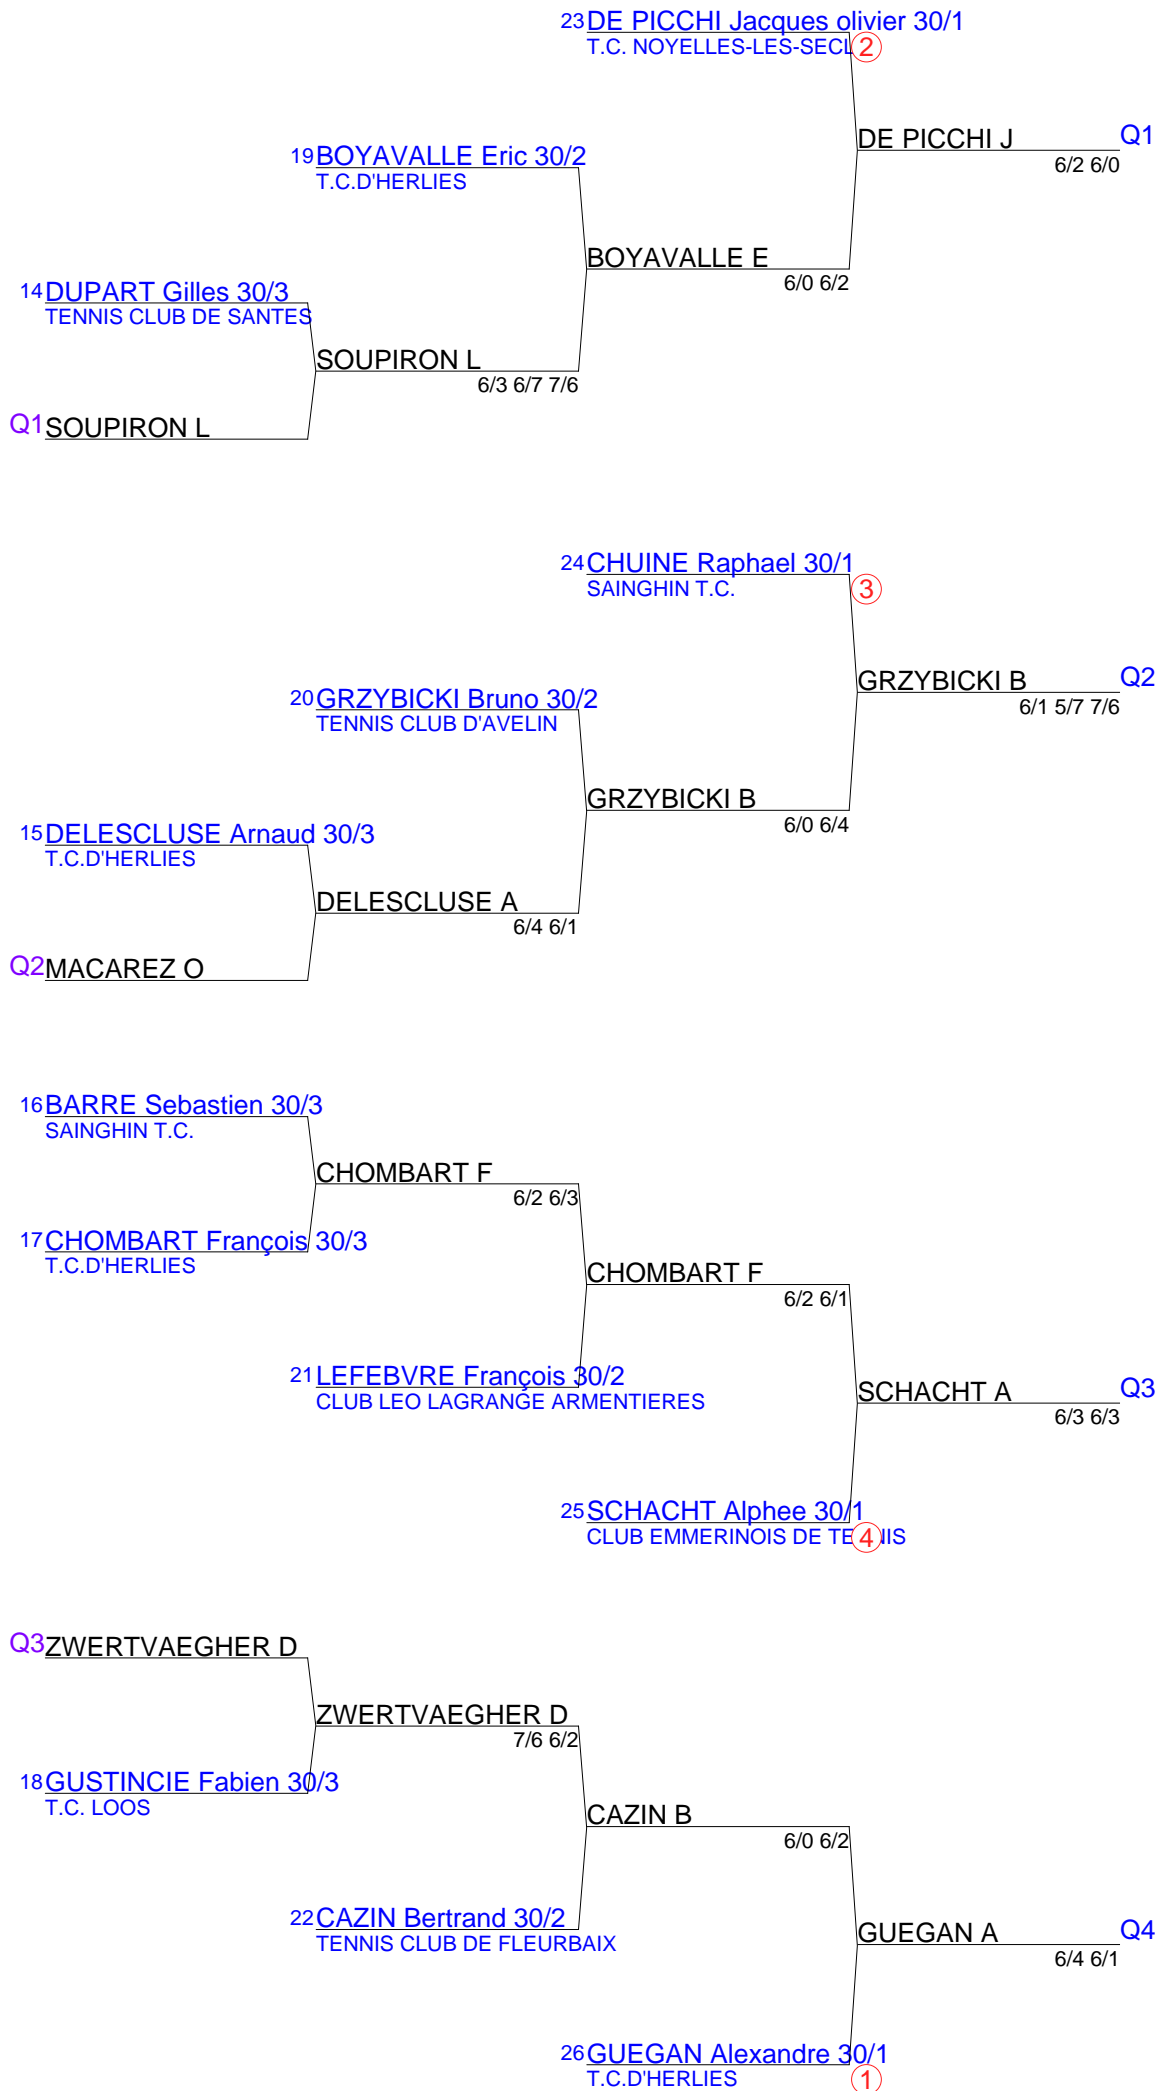 23 DE PICCHI Jacques olivier 30/1
T.C. NOYELLES-LES-SECL
2
DE PICCHI J Q1
6/2 6/0
19 BOYAVALLE Eric 30/2
T.C.D'HERLIES
BOYAVALLE E
6/0 6/2
14 DUPART Gilles 30/3
TENNIS CLUB DE SANTES
SOUPIRON L
6/3 6/7 7/6
Q1 SOUPIRON L
24 CHUINE Raphael 30/1
SAINGHIN T.C.
3
GRZYBICKI B Q2
6/1 5/7 7/6
20 GRZYBICKI Bruno 30/2
TENNIS CLUB D'AVELIN
GRZYBICKI B
6/0 6/4
15 DELESCLUSE Arnaud 30/3
T.C.D'HERLIES
DELESCLUSE A
6/4 6/1
Q2 MACAREZ O
16 BARRE Sebastien 30/3
SAINGHIN T.C.
CHOMBART F
6/2 6/3
17 CHOMBART François 30/3
T.C.D'HERLIES
CHOMBART F
6/2 6/1
21 LEFEBVRE François 30/2
CLUB LEO LAGRANGE ARMENTIERES
SCHACHT A Q3
6/3 6/3
25 SCHACHT Alphee 30/1
CLUB EMMERINOIS DE TENNIS
4
Q3 ZWERTVAEGHER D
ZWERTVAEGHER D
7/6 6/2
18 GUSTINCIE Fabien 30/3
T.C. LOOS
CAZIN B
6/0 6/2
22 CAZIN Bertrand 30/2
TENNIS CLUB DE FLEURBAIX
GUEGAN A Q4
6/4 6/1
26 GUEGAN Alexandre 30/1
T.C.D'HERLIES
1